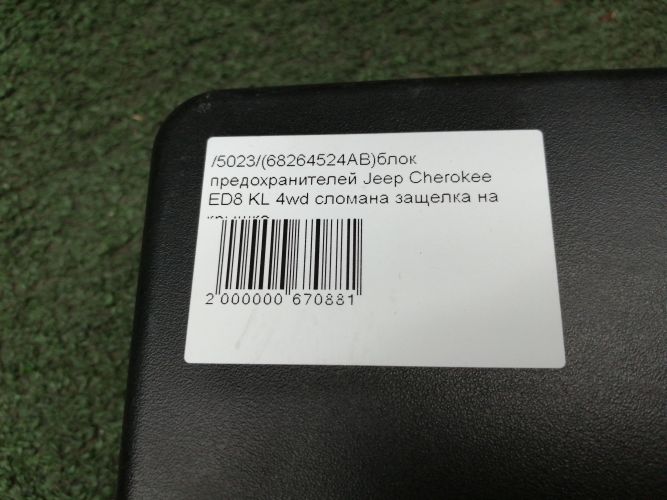 /5023/(68264524AB)блок
предохранителей Jeep Cherokee
ED8 KL 4wd сломана защелка на
2 000000 670881